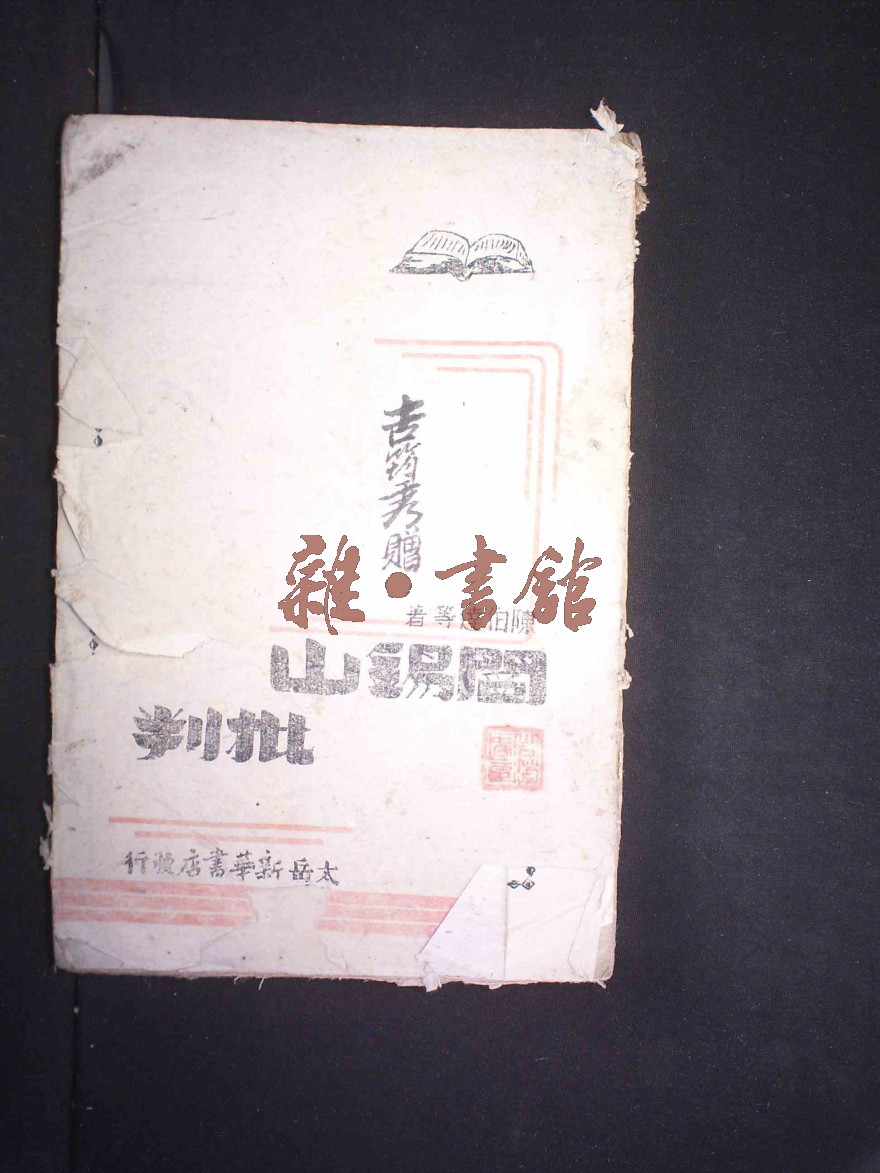 贈
雜•書館
陳伯達等著
閻錫山
批判
太岳新華書店發行